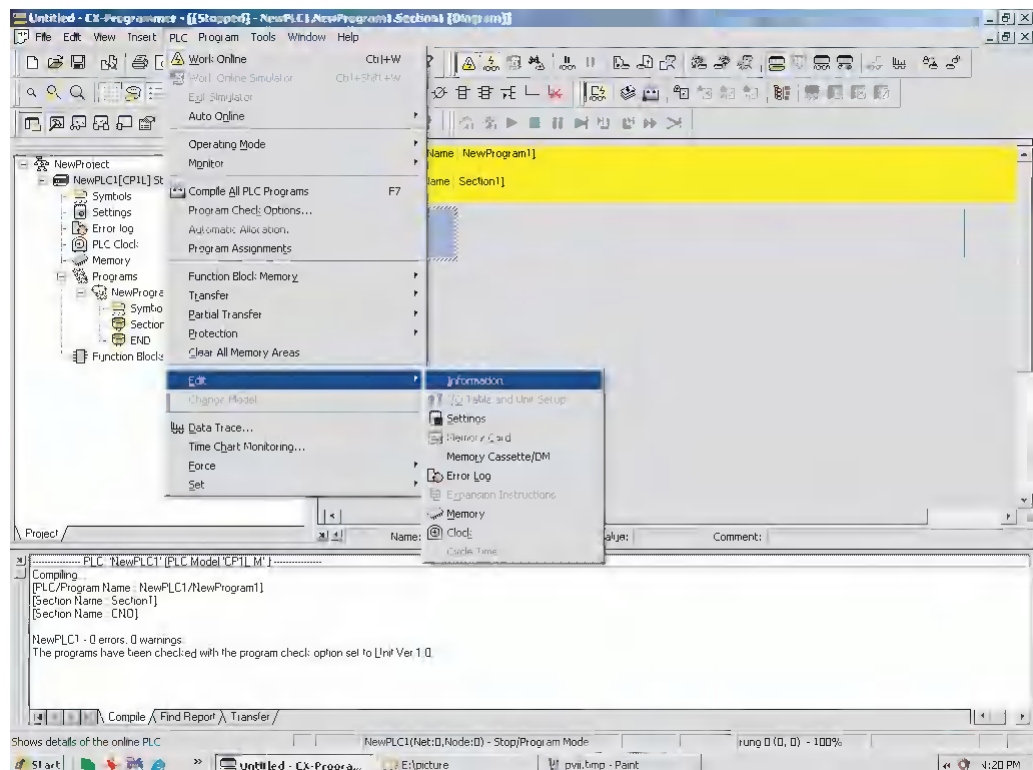 Untitled - CX-Programmer - [[Stopped] - NewPLC1.NewProgram1.Section1 [Diagram]]
File Edit View Insert PLC Program Tools Window Help
Work Online Ctrl+W
Work Online Simulator Ctrl+Shift+W
Exit Simulator
Auto Online
Operating Mode
Monitor
Compile All PLC Programs F7
Program Check Options...
Automatic Allocation.
Program Assignments
Function Block Memory
Transfer
Partial Transfer
Protection
Clear All Memory Areas
Edit
Change Model
Data Trace...
Time Chart Monitoring...
Force
Set
Information
I/O Table and Unit Setup
Settings
Memory Card
Memory Cassette/DM
Error Log
Expansion Instructions
Memory
Clock
Cycle Time
NewProject
NewPLC1[CP1L] St
Symbols
Settings
Error log
PLC Clock
Memory
Programs
NewProgra
Symbo
Section
END
Function Blocks
Name : NewProgram1]
Name : Section1]
Project
Name: alue: Comment:
PLC: 'NewPLC1' (PLC Model 'CP1L M' )
Compiling...
[PLC/Program Name : NewPLC1/NewProgram1]
[Section Name : Section1]
[Section Name : END]
NewPLC1 - 0 errors, 0 warnings.
The programs have been checked with the program check option set to Unit Ver.1.0.
Compile Find Report Transfer
Shows details of the online PLC NewPLC1(Net:0,Node:0) - Stop/Program Mode rung 0 (0, 0) - 100%
Start » Untitled - CX-Progra... E:\picture pvii.bmp - Paint « 4:20 PM